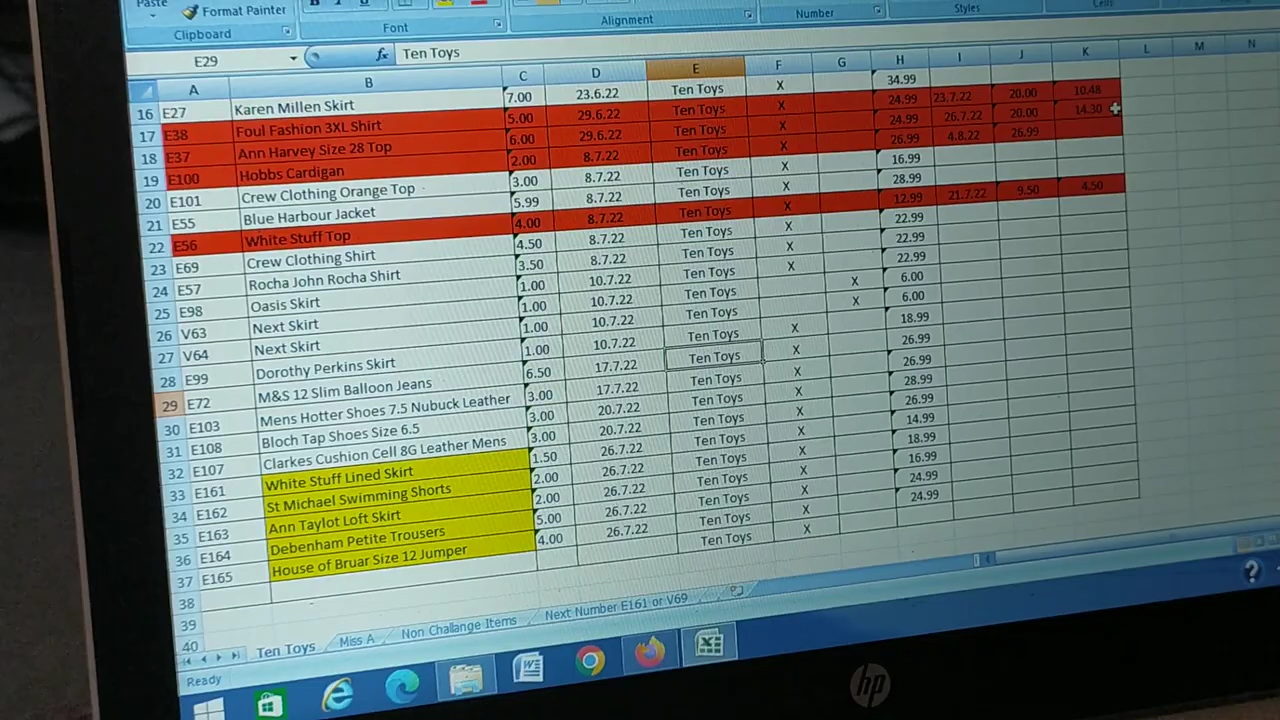 Paste
Format Painter
Clipboard
Font
Alignment
Number
Styles
Cells
E29 fx Ten Toys
A B C D E F G H I J K L M N
16 E27 Karen Millen Skirt 7.00 23.6.22 Ten Toys X 34.99
17 E38 Foul Fashion 3XL Shirt 5.00 29.6.22 Ten Toys X 24.99 23.7.22 20.00 10.48
18 E37 Ann Harvey Size 28 Top 6.00 29.6.22 Ten Toys X 24.99 26.7.22 20.00 14.30
19 E100 Hobbs Cardigan 2.00 8.7.22 Ten Toys X 26.99 4.8.22 26.99
20 E101 Crew Clothing Orange Top 3.00 8.7.22 Ten Toys X 16.99
21 E55 Blue Harbour Jacket 5.99 8.7.22 Ten Toys X 28.99
22 E56 White Stuff Top 4.00 8.7.22 Ten Toys X 12.99 21.7.22 9.50 4.50
23 E69 Crew Clothing Shirt 4.50 8.7.22 Ten Toys X 22.99
24 E57 Rocha John Rocha Shirt 3.50 8.7.22 Ten Toys X 22.99
25 E98 Oasis Skirt 1.00 10.7.22 Ten Toys X 22.99
26 V63 Next Skirt 1.00 10.7.22 Ten Toys X 6.00
27 V64 Next Skirt 1.00 10.7.22 Ten Toys X 6.00
28 E99 Dorothy Perkins Skirt 1.00 10.7.22 Ten Toys X 18.99
29 E72 M&S 12 Slim Balloon Jeans 6.50 17.7.22 Ten Toys X 26.99
30 E103 Mens Hotter Shoes 7.5 Nubuck Leather 3.00 17.7.22 Ten Toys X 26.99
31 E108 Bloch Tap Shoes Size 6.5 3.00 20.7.22 Ten Toys X 28.99
32 E107 Clarkes Cushion Cell 8G Leather Mens 3.00 20.7.22 Ten Toys X 26.99
33 E161 White Stuff Lined Skirt 1.50 26.7.22 Ten Toys X 14.99
34 E162 St Michael Swimming Shorts 2.00 26.7.22 Ten Toys X 18.99
35 E163 Ann Taylot Loft Skirt 2.00 26.7.22 Ten Toys X 16.99
36 E164 Debenham Petite Trousers 5.00 26.7.22 Ten Toys X 24.99
37 E165 House of Bruar Size 12 Jumper 4.00 26.7.22 Ten Toys X 24.99
38
39
40
Ten Toys Miss A Non Challange Items Next Number E161 or V69
Ready
hp